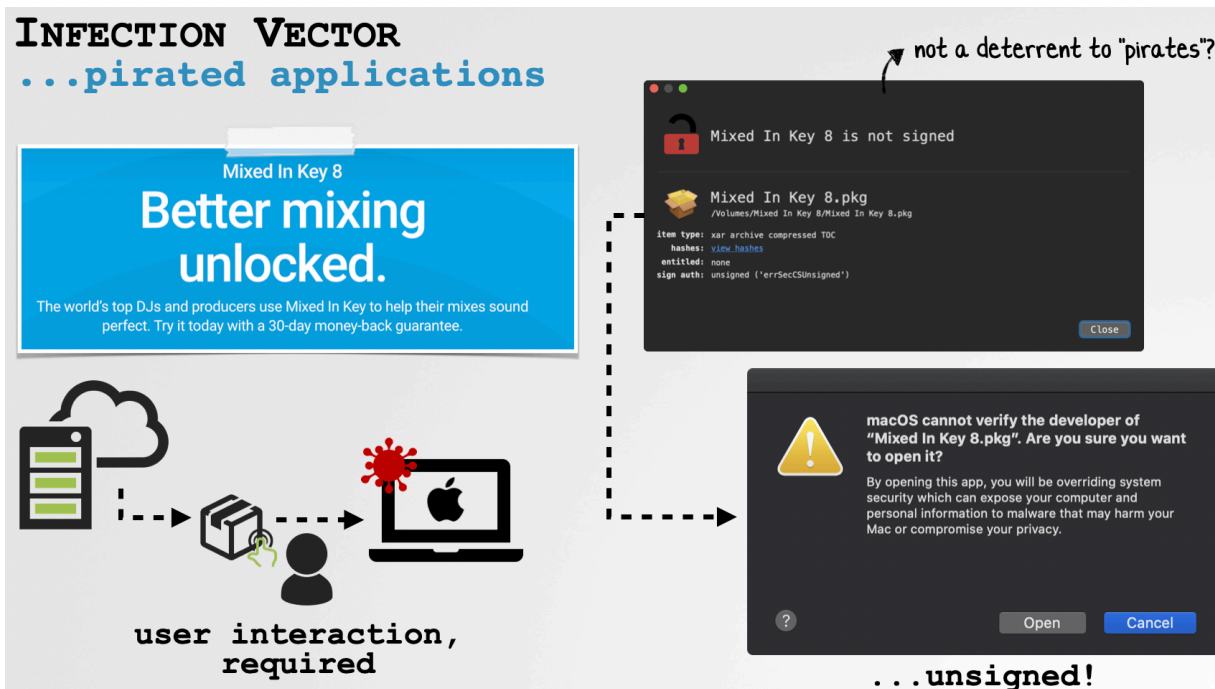 INFECTION VECTOR
...pirated applications
not a deterrent to "pirates"?
Mixed In Key 8
Better mixing
unlocked.
The world's top DJs and producers use Mixed In Key to help their mixes sound
perfect. Try it today with a 30-day money-back guarantee.
Mixed In Key 8 is not signed
Mixed In Key 8.pkg
/Volumes/Mixed In Key 8/Mixed In Key 8.pkg
item type: xar archive compressed TOC
hashes: view hashes
entitled: none
sign auth: unsigned ('errSecCSUnsigned')
Close
macOS cannot verify the developer of
“Mixed In Key 8.pkg”. Are you sure you want
to open it?
By opening this app, you will be overriding system
security which can expose your computer and
personal information to malware that may harm your
Mac or compromise your privacy.
?
Open
Cancel
user interaction,
required
...unsigned!